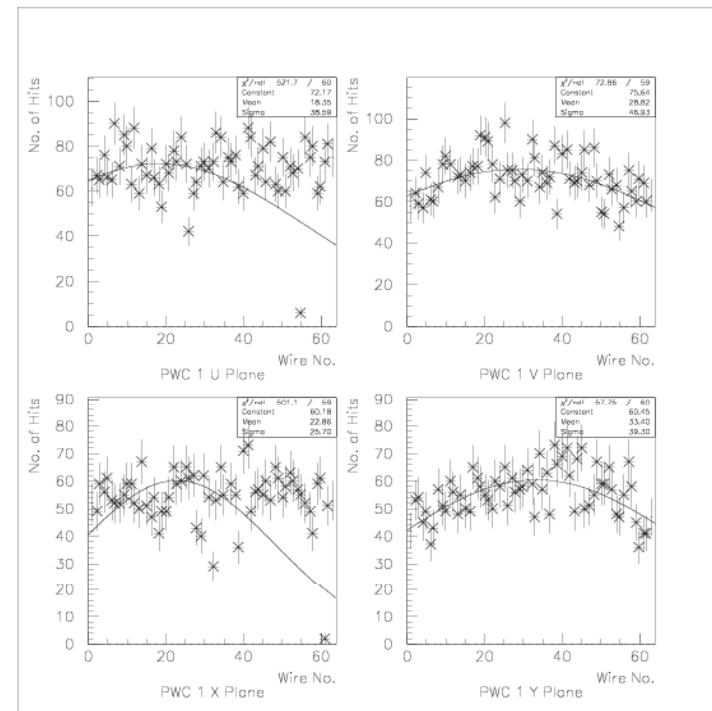 χ²/ndf 521.7 / 60
Constant 72.17
Mean 18.35
Sigma 38.59
No. of Hits
100
80
60
40
20
0
0 20 40 60
Wire No.
PWC 1 U Plane
χ²/ndf 72.86 / 59
Constant 75.64
Mean 28.82
Sigma 46.93
No. of Hits
100
80
60
40
20
0
0 20 40 60
Wire No.
PWC 1 V Plane
χ²/ndf 501.1 / 59
Constant 60.18
Mean 22.86
Sigma 25.70
No. of Hits
90
80
70
60
50
40
30
20
10
0
0 20 40 60
Wire No.
PWC 1 X Plane
χ²/ndf 57.76 / 60
Constant 60.45
Mean 33.40
Sigma 39.30
No. of Hits
90
80
70
60
50
40
30
20
10
0
0 20 40 60
Wire No.
PWC 1 Y Plane